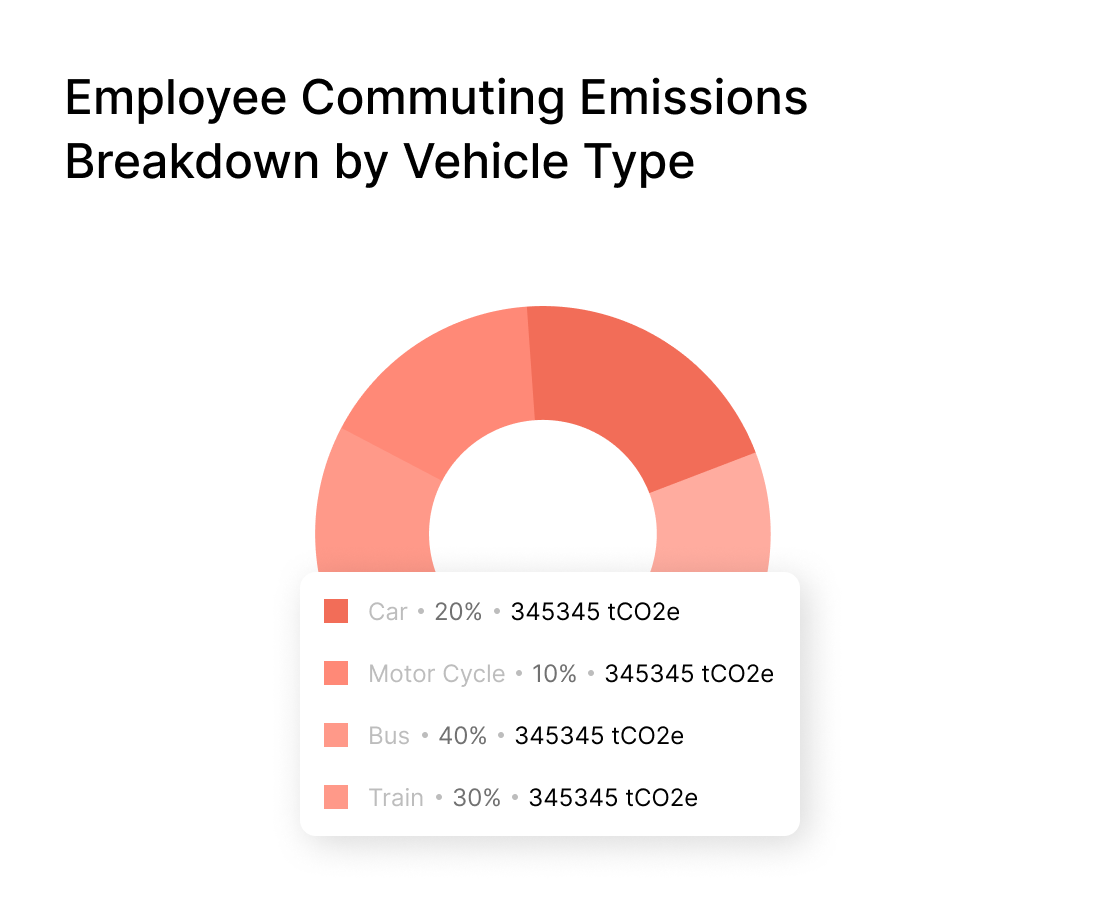 Employee Commuting Emissions
Breakdown by Vehicle Type
Car • 20% • 345345 tCO2e
Motor Cycle • 10% • 345345 tCO2e
Bus • 40% • 345345 tCO2e
Train • 30% • 345345 tCO2e